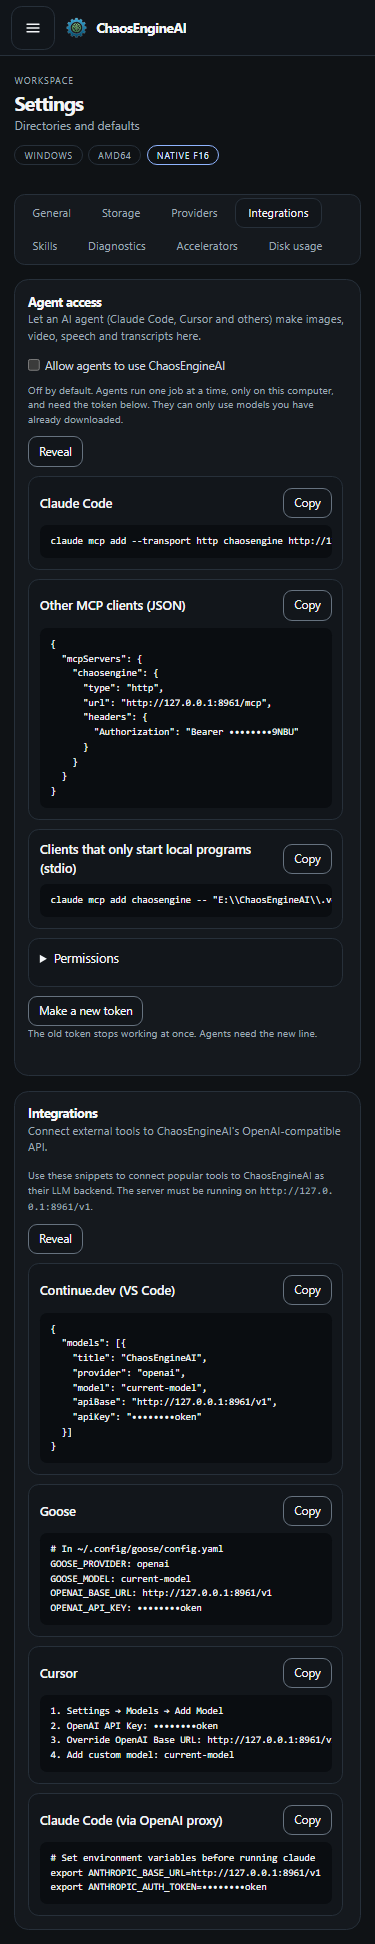 ChaosEngineAI
WORKSPACE
Settings
Directories and defaults
WINDOWS AMD64 NATIVE F16
General Storage Providers Integrations
Skills Diagnostics Accelerators Disk usage
Agent access
Let an AI agent (Claude Code, Cursor and others) make images,
video, speech and transcripts here.
Allow agents to use ChaosEngineAI
Off by default. Agents run one job at a time, only on this computer,
and need the token below. They can only use models you have
already downloaded.
Reveal
Claude Code Copy
claude mcp add --transport http chaosengine http://1
Other MCP clients (JSON) Copy
{
  "mcpServers": {
    "chaosengine": {
      "type": "http",
      "url": "http://127.0.0.1:8961/mcp",
      "headers": {
        "Authorization": "Bearer ••••••••9NBU"
      }
    }
  }
}
Clients that only start local programs
(stdio)
Copy
claude mcp add chaosengine -- "E:\\ChaosEngineAI\\.v
Permissions
Make a new token
The old token stops working at once. Agents need the new line.
Integrations
Connect external tools to ChaosEngineAI's OpenAI-compatible
API.
Use these snippets to connect popular tools to ChaosEngineAI as
their LLM backend. The server must be running on http://127.0.
0.1:8961/v1.
Reveal
Continue.dev (VS Code) Copy
{
  "models": [{
    "title": "ChaosEngineAI",
    "provider": "openai",
    "model": "current-model",
    "apiBase": "http://127.0.0.1:8961/v1",
    "apiKey": "••••••••oken"
  }]
}
Goose Copy
# In ~/.config/goose/config.yaml
GOOSE_PROVIDER: openai
GOOSE_MODEL: current-model
OPENAI_BASE_URL: http://127.0.0.1:8961/v1
OPENAI_API_KEY: ••••••••oken
Cursor Copy
1. Settings → Models → Add Model
2. OpenAI API Key: ••••••••oken
3. Override OpenAI Base URL: http://127.0.0.1:8961/v
4. Add custom model: current-model
Claude Code (via OpenAI proxy) Copy
# Set environment variables before running claude
export ANTHROPIC_BASE_URL=http://127.0.0.1:8961/v1
export ANTHROPIC_AUTH_TOKEN=••••••••oken